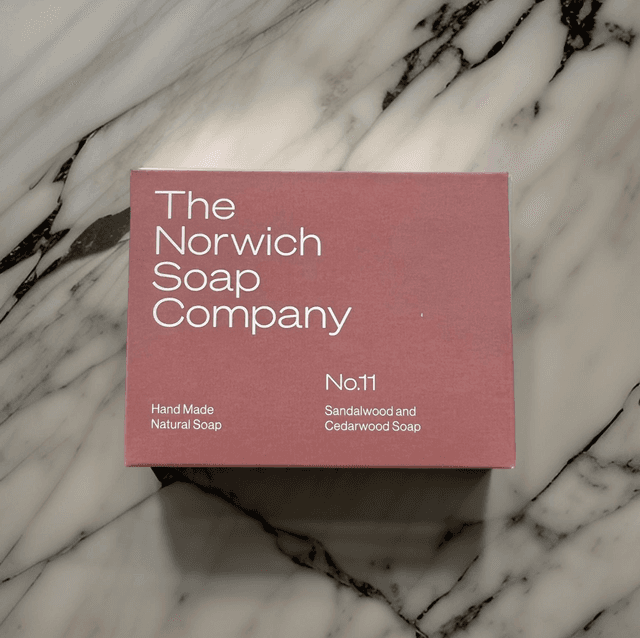 The
Norwich
Soap
Company
No.11
Hand Made
Natural Soap
Sandalwood and
Cedarwood Soap